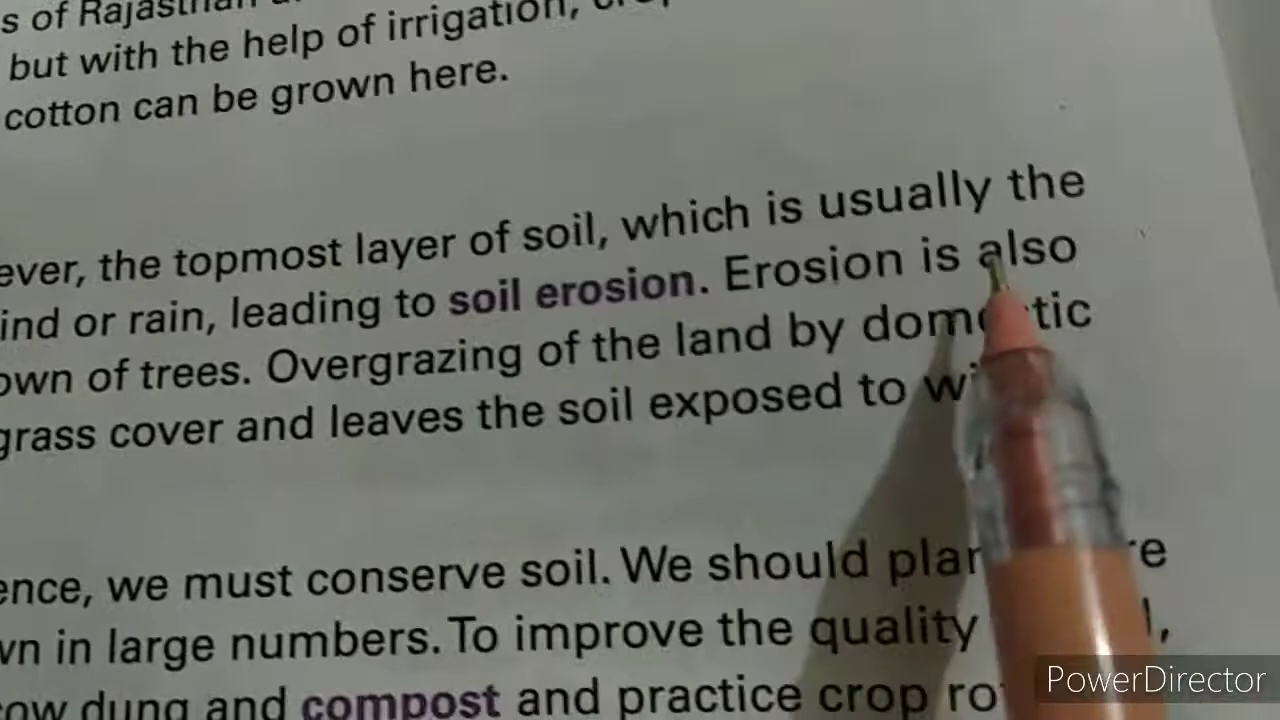 s of Rajasthan
but with the help of irrigation,
cotton can be grown here.
ever, the topmost layer of soil, which is usually the
ind or rain, leading to soil erosion. Erosion is also
own of trees. Overgrazing of the land by domestic
grass cover and leaves the soil exposed to wi
ence, we must conserve soil. We should plan re
wn in large numbers. To improve the quality l,
ow dung and compost and practice crop ro
PowerDirector